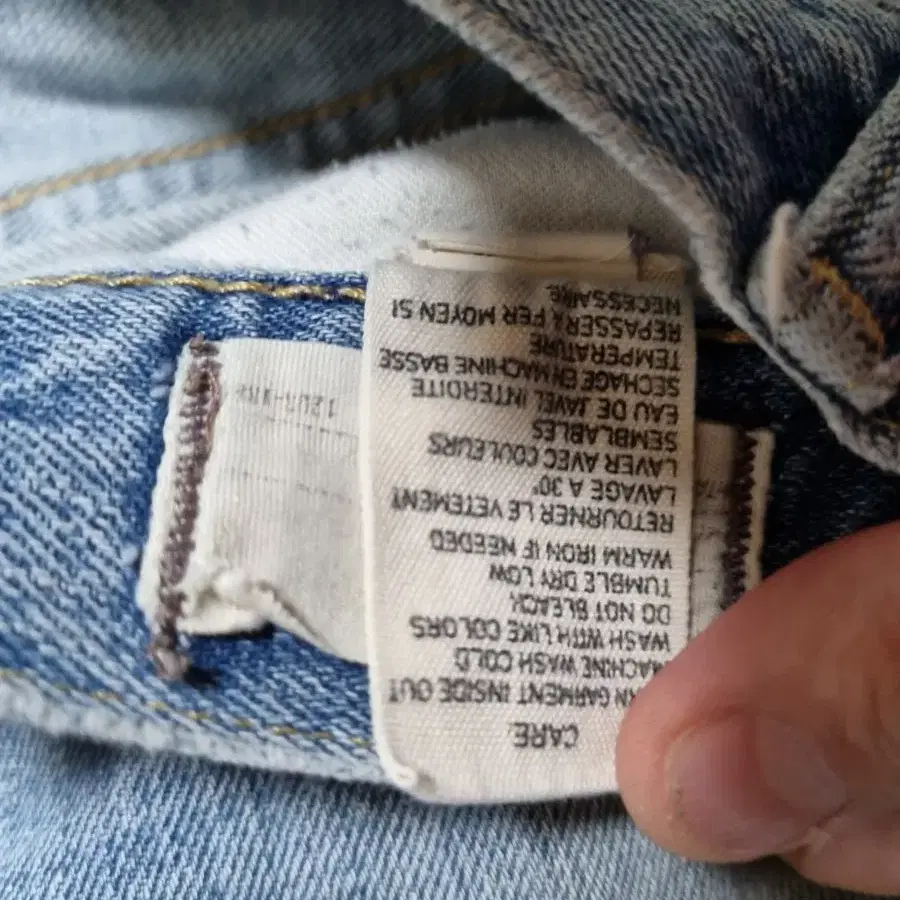 CARE
RN GARMENT INSIDE OUT
MACHINE WASH COLD
WASH WITH LIKE COLORS
DO NOT BLEACH
TUMBLE DRY LOW
WARM IRON IF NEEDED
RETOURNER LE VETEMENT
LAVAGE A 30°
LAVER AVEC COULEURS
SEMBLABLES
EAU DE JAVEL INTERDITE
SECHAGE EN MACHINE BASSE
TEMPERATURE
REPASSER A FER MOYEN SI
NECESSAIRE